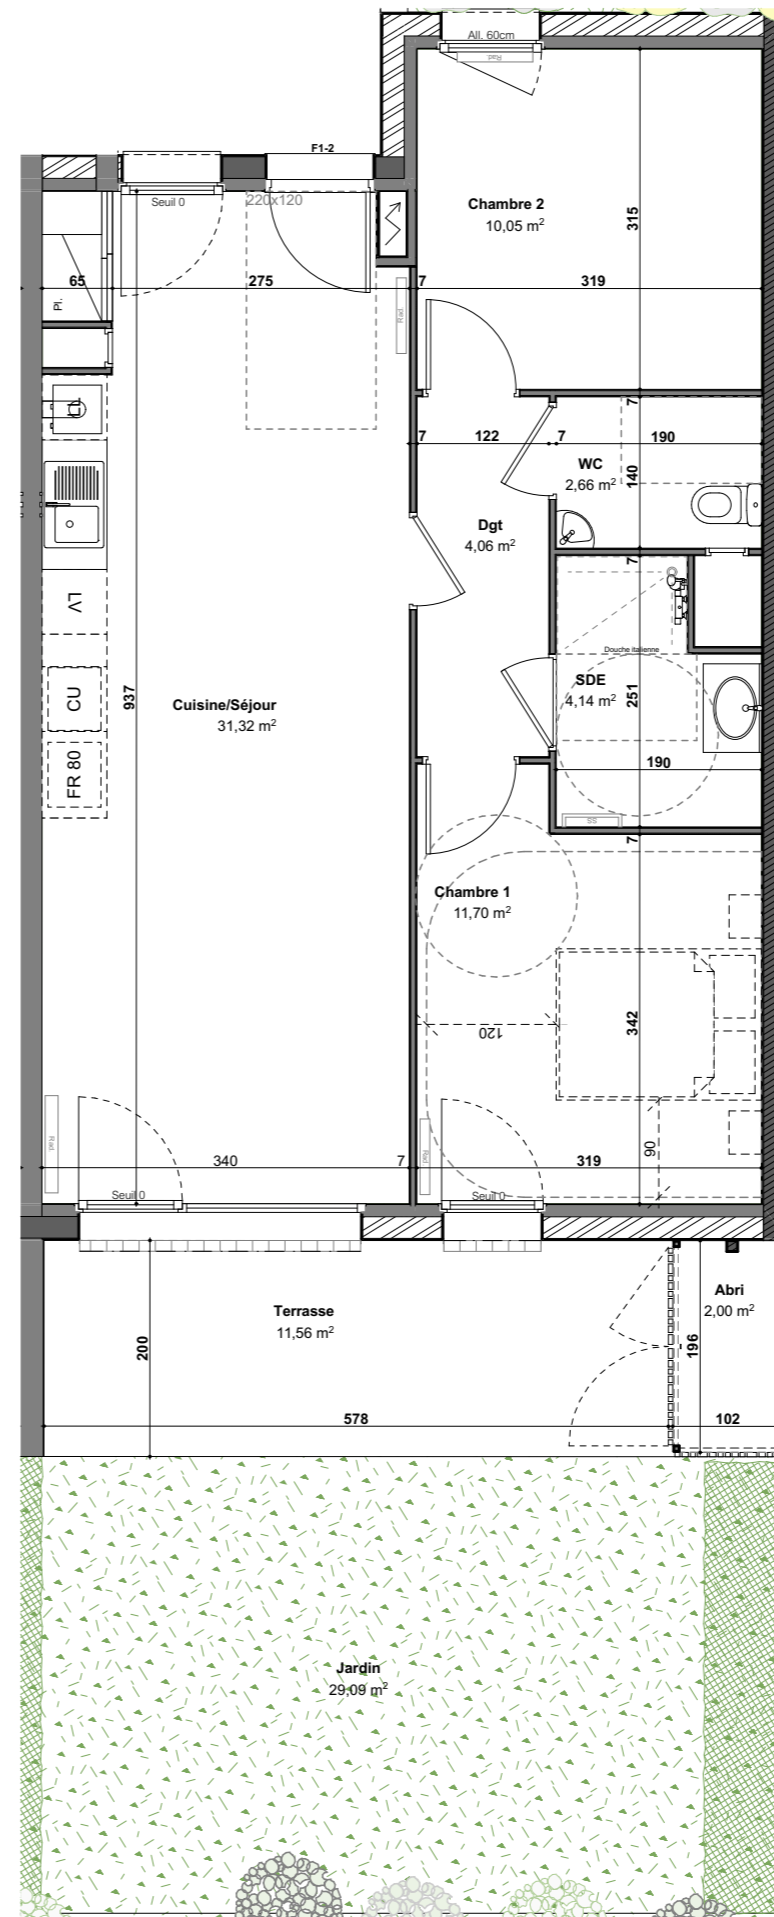 All. 60cm
Rad.
F1-2
Seuil 0
220x120
Chambre 2
10,05 m²
315
65
275
7
319
Pl.
Rad.
7
122
7
190
7
WC
2,66 m²
140
LL
Dgt
4,06 m²
7
LV
Douche italienne
SDE
4,14 m²
251
CU
937
Cuisine/Séjour
31,32 m²
190
FR 80
SS
7
Chambre 1
11,70 m²
120
342
90
Rad.
Rad.
340
7
319
Seuil 0
Seuil 0
Terrasse
11,56 m²
200
Abri
2,00 m²
196
578
102
Jardin
29,09 m²